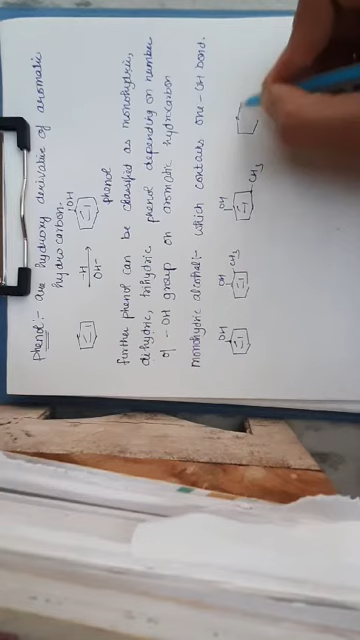 Phenol:- are hydroxy derivative of aromatic
hydrocarbon.
-H
OH-
OH
phenol
further phenol can be classified as monohydric,
dehydric, trihydric phenol depending on number
of -OH group on aromatic hydrocarbon
monohydric alcohol:- which contains one-OH bond.
OH
OH
CH3
OH
CH3